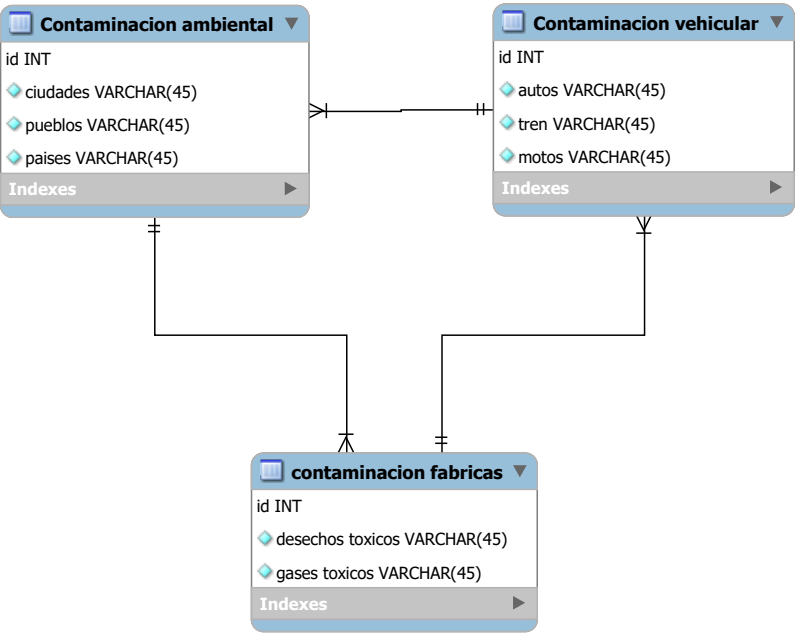 Contaminacion ambiental
id INT
ciudades VARCHAR(45)
pueblos VARCHAR(45)
paises VARCHAR(45)
Indexes
Contaminacion vehicular
id INT
autos VARCHAR(45)
tren VARCHAR(45)
motos VARCHAR(45)
Indexes
contaminacion fabricas
id INT
desechos toxicos VARCHAR(45)
gases toxicos VARCHAR(45)
Indexes